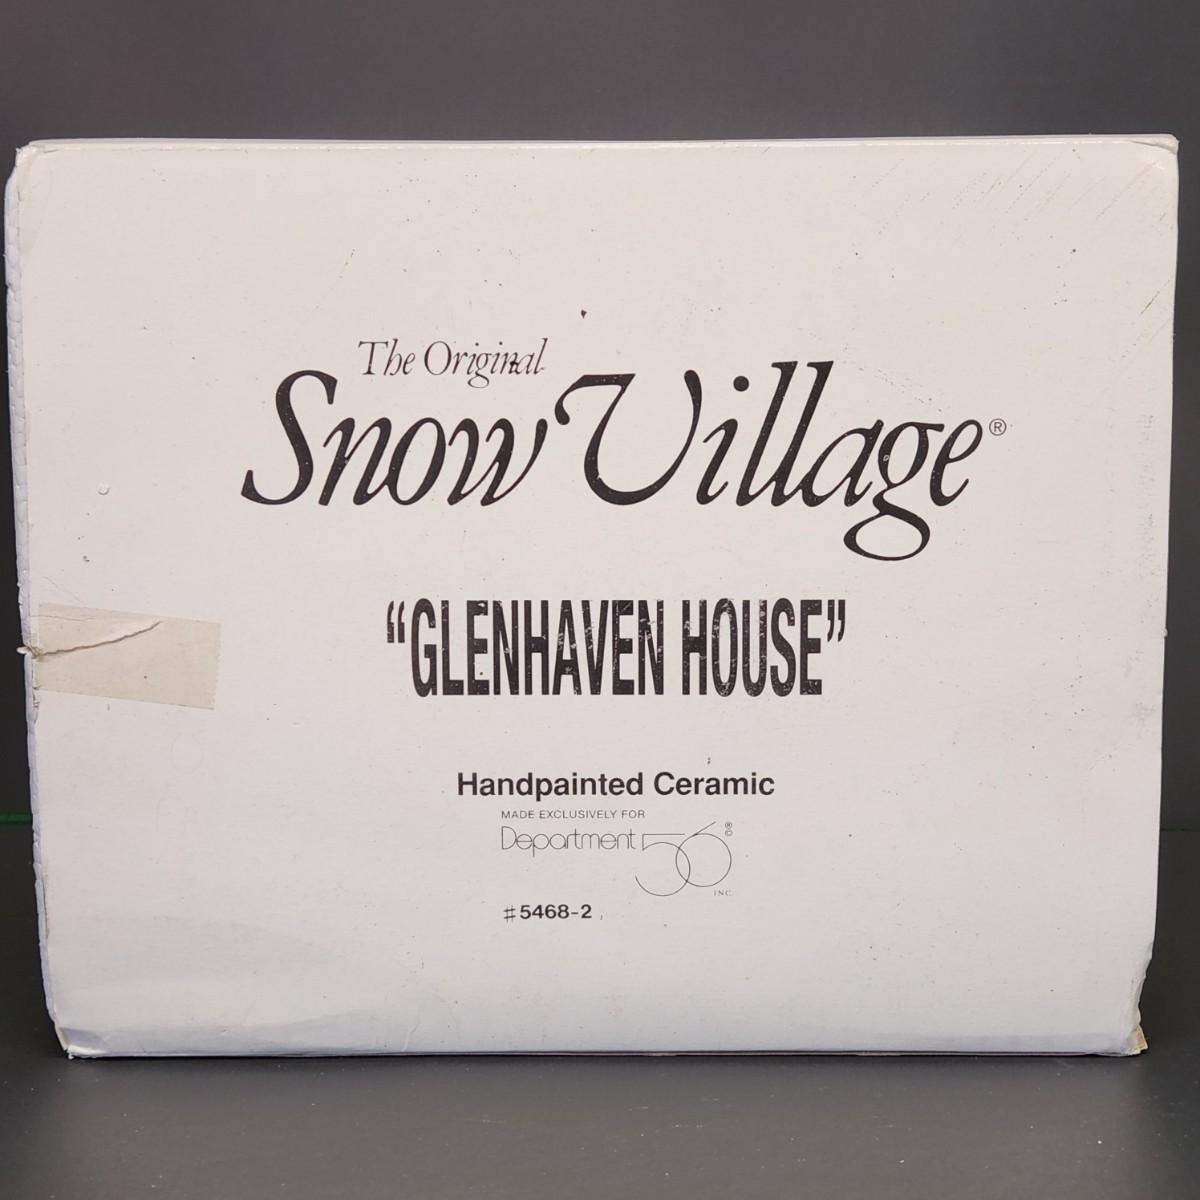 The Original
Snow Village®
“GLENHAVEN HOUSE”
Handpainted Ceramic
MADE EXCLUSIVELY FOR
Department 56 ®©
INC.
#5468-2